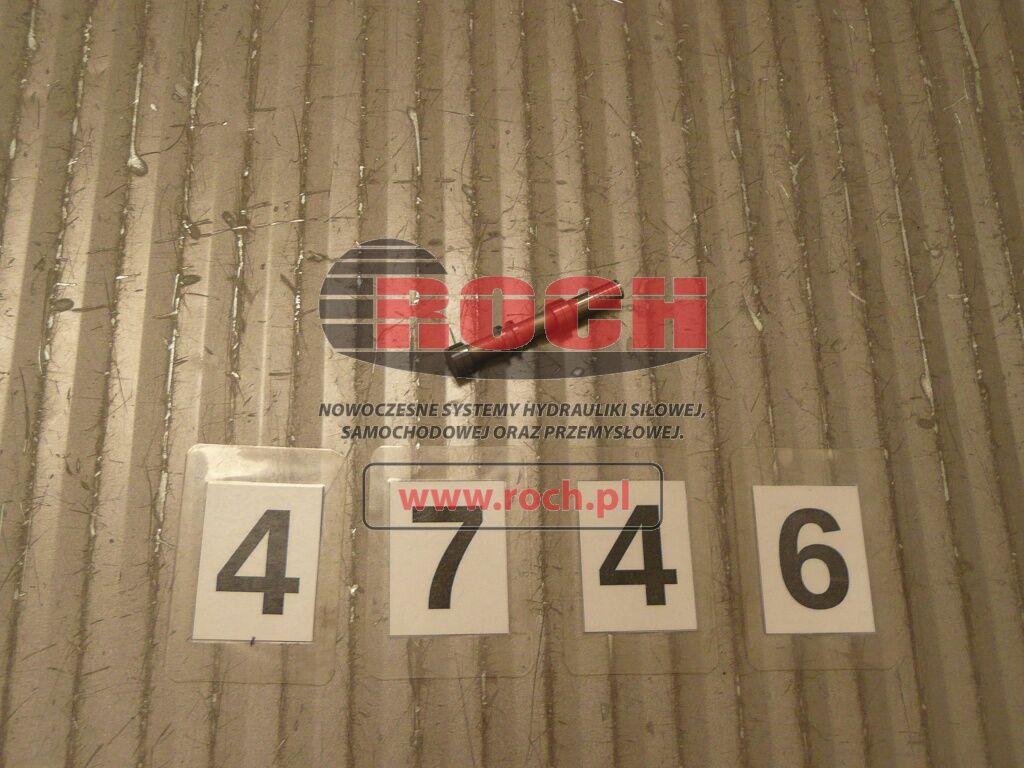 ROCH
NOWOCZESNE SYSTEMY HYDRAULIKI SIŁOWEJ,
SAMOCHODOWEJ ORAZ PRZEMYSŁOWEJ.
www.roch.pl
4 7 4 6